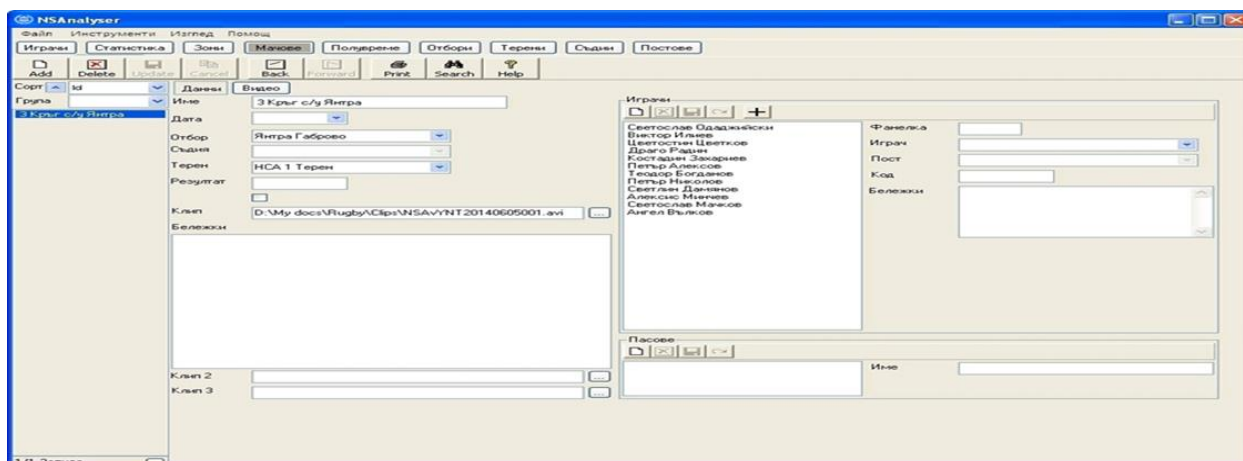 NSAnalyser
Файл Инструменти Изглед Помощ
Играчи Статистика Зони Мачове Полувреме Отбори Терени Съдии Постове
Add Delete Update Cancel Back Forward Print Search Help
Сорт Id
Група
3 Кръг с/у Янтра
Данни Видео
Име 3 Кръг с/у Янтра
Дата
Отбор Янтра Габрово
Съдия
Терен НСА 1 Терен
Резултат
Клип D:\My docs\Rugby\Clips\NSAvYNT20140605001.avi ...
Бележки
Клип 2 ...
Клип 3 ...
Играчи
Светослав Одаджийски
Виктор Илиев
Цветостин Цветков
Драго Радин
Костадин Захариев
Петър Алексов
Теодор Богданов
Петър Николов
Светлин Дамянов
Алексис Минчев
Светослав Мачков
Ангел Вълков
Фанелка
Играч
Пост
Код
Бележки
Пасове
Име